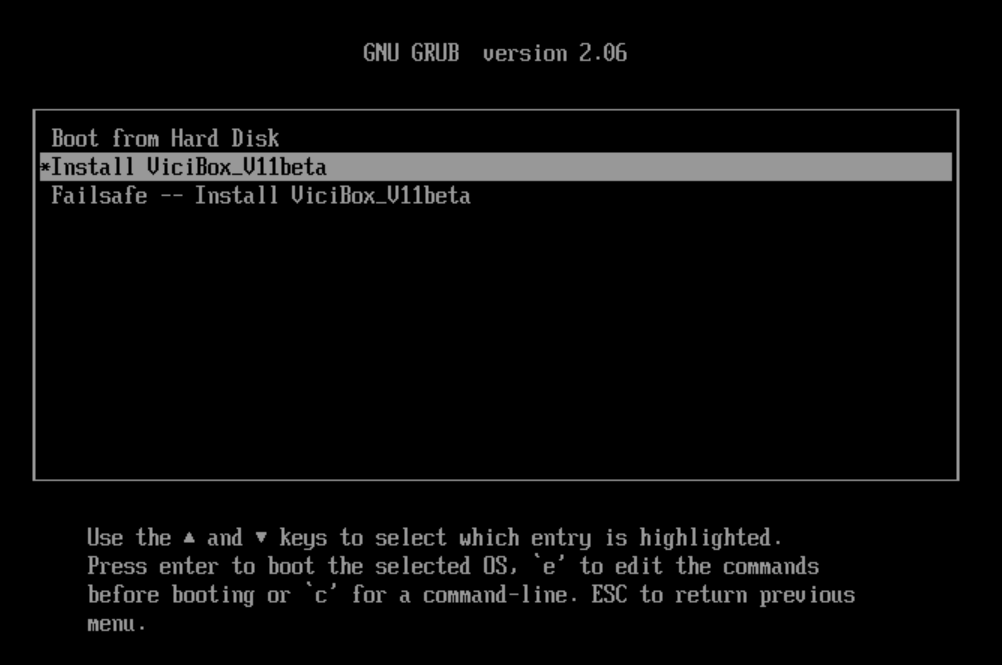 GNU GRUB  version 2.06
Boot from Hard Disk
*Install ViciBox_V11beta
Failsafe -- Install ViciBox_V11beta
Use the ▲ and ▼ keys to select which entry is highlighted.
Press enter to boot the selected OS, `e' to edit the commands
before booting or `c' for a command-line. ESC to return previous
menu.